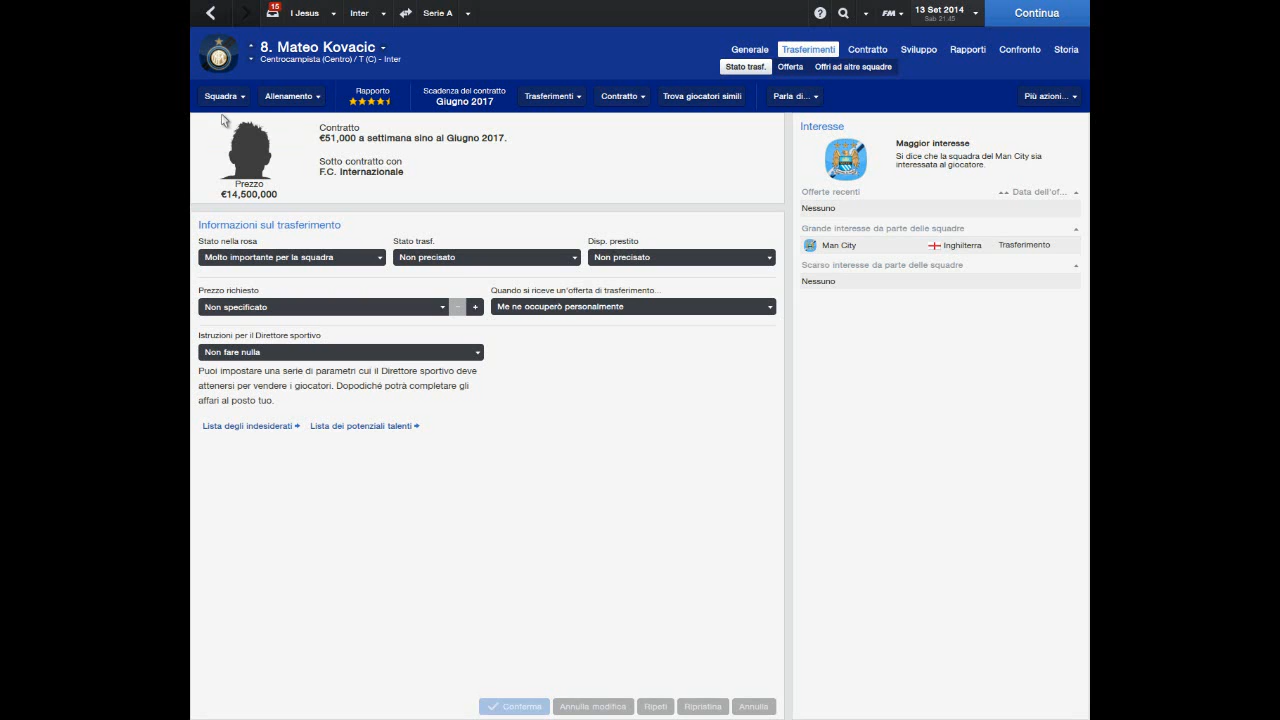 15
I Jesus
Inter
Serie A
?
FM
13 Set 2014
Sab 21:45
Continua
8. Mateo Kovacic
Centrocampista (Centro) / T (C) - Inter
Generale
Trasferimenti
Contratto
Sviluppo
Rapporti
Confronto
Storia
Stato trasf.
Offerta
Offri ad altre squadre
Squadra
Allenamento
Rapporto
Scadenza del contratto
Giugno 2017
Trasferimenti
Contratto
Trova giocatori simili
Parla di...
Più azioni...
Contratto
€51,000 a settimana sino al Giugno 2017.
Sotto contratto con
F.C. Internazionale
Prezzo
€14,500,000
Informazioni sul trasferimento
Stato nella rosa
Stato trasf.
Disp. prestito
Molto importante per la squadra
Non precisato
Non precisato
Prezzo richiesto
Quando si riceve un'offerta di trasferimento...
Non specificato
- +
Me ne occuperò personalmente
Istruzioni per il Direttore sportivo
Non fare nulla
Puoi impostare una serie di parametri cui il Direttore sportivo deve
attenersi per vendere i giocatori. Dopodiché potrà completare gli
affari al posto tuo.
Lista degli indesiderati
Lista dei potenziali talenti
Conferma
Annulla modifica
Ripeti
Ripristina
Annulla
Interesse
Maggior interesse
Si dice che la squadra del Man City sia
interessata al giocatore.
Offerte recenti
Data dell'of...
Nessuno
Grande interesse da parte delle squadre
Man City
Inghilterra
Trasferimento
Scarso interesse da parte delle squadre
Nessuno